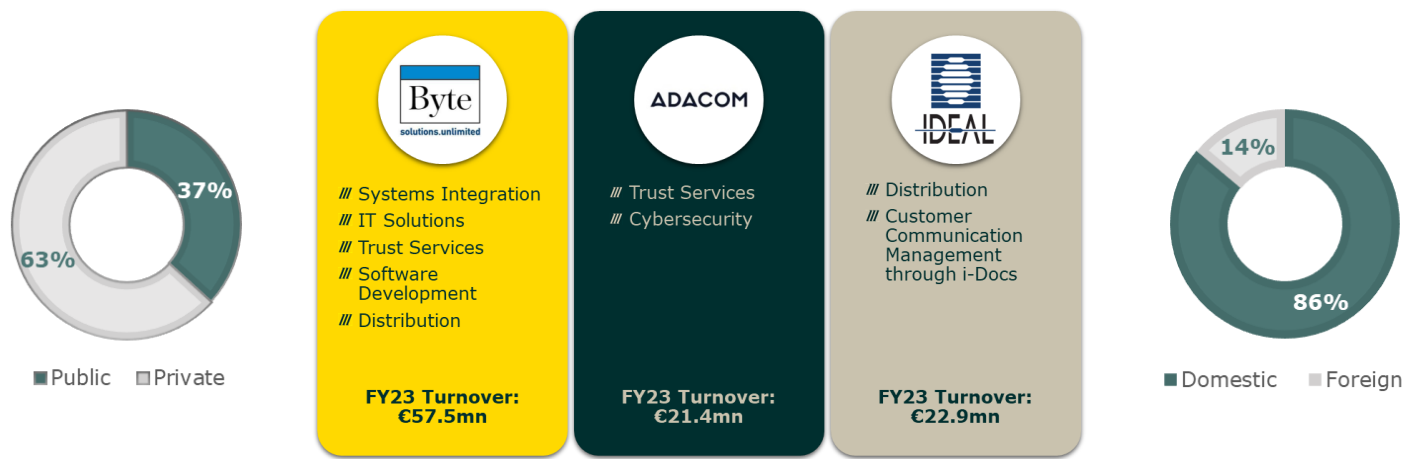 37%
63%
Public
Private
Byte
solutions.unlimited
/// Systems Integration
/// IT Solutions
/// Trust Services
/// Software
Development
/// Distribution
FY23 Turnover:
€57.5mn
ADACOM
/// Trust Services
/// Cybersecurity
FY23 Turnover:
€21.4mn
IDEAL
/// Distribution
/// Customer
Communication
Management
through i-Docs
FY23 Turnover:
€22.9mn
14%
86%
Domestic
Foreign